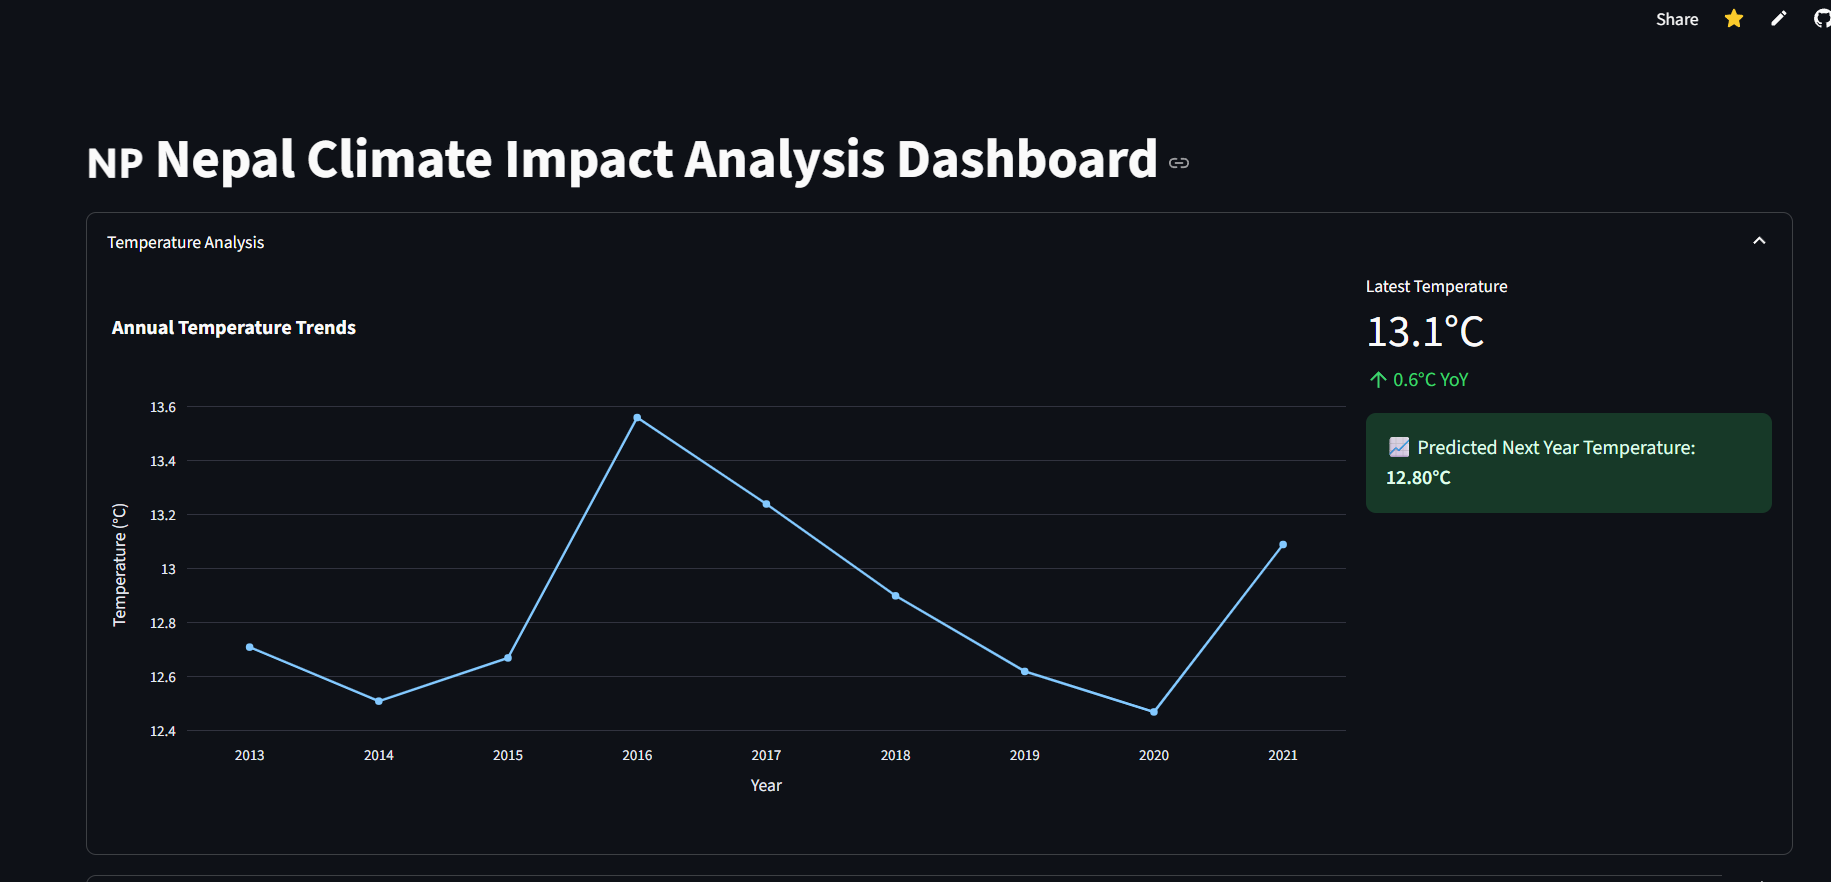 Share
NP Nepal Climate Impact Analysis Dashboard
Temperature Analysis
Annual Temperature Trends
13.6
13.4
13.2
13
12.8
12.6
12.4
Temperature (°C)
2013 2014 2015 2016 2017 2018 2019 2020 2021
Year
Latest Temperature
13.1°C
↑ 0.6°C YoY
Predicted Next Year Temperature:
12.80°C